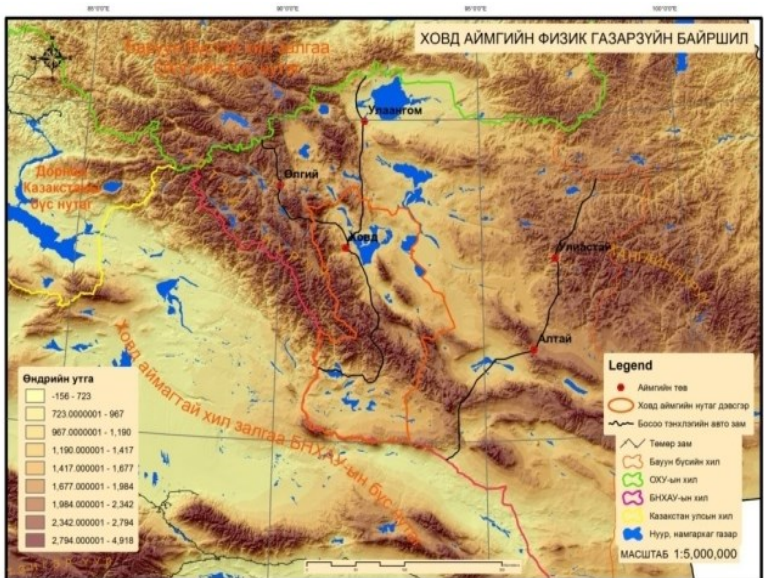 ХОВД АЙМГИЙН ФИЗИК ГАЗАРЗҮЙН БАЙРШИЛ
Улаангом
Өлгий
Дорнод
Казакстаны
бүс нутаг
Ховд
Улиастай
Алтай
Ховд аймагтай хил залгаа БНХАУ-ын бүс нутаг
Өндрийн утга
-156 - 723
723.0000001 - 967
967.0000001 - 1,190
1,190.000001 - 1,417
1,417.000001 - 1,677
1,677.000001 - 1,984
1,984.000001 - 2,342
2,342.000001 - 2,794
2,794.000001 - 4,918
Legend
Аймгийн төв
Ховд аймгийн нутаг дэвсгэр
Босоо тэнхлэгийн авто зам
Төмөр зам
Бауун бүсийн хил
ОХУ-ын хил
БНХАУ-ын хил
Казакстан улсын хил
Нуур, намгархаг газар
МАСШТАБ 1:5,000,000